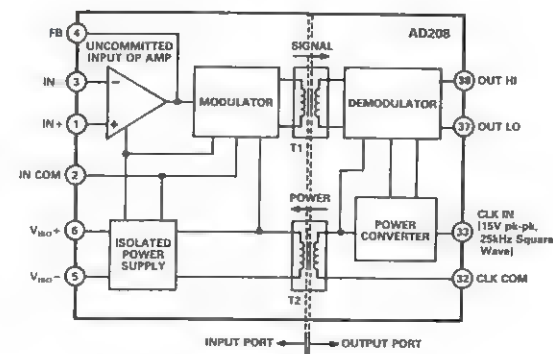 FB 4
UNCOMMITTED
INPUT OP AMP
SIGNAL
AD208
IN− 3
−
MODULATOR
DEMODULATOR
38 OUT HI
IN+ 1
+
37 OUT LO
T1
IN COM 2
POWER
POWER
CONVERTER
CLK IN
33 [15V pk-pk,
25kHz Square
Wave]
VISO+ 6
ISOLATED
POWER
SUPPLY
VISO− 5
T2
32 CLK COM
INPUT PORT
OUTPUT PORT